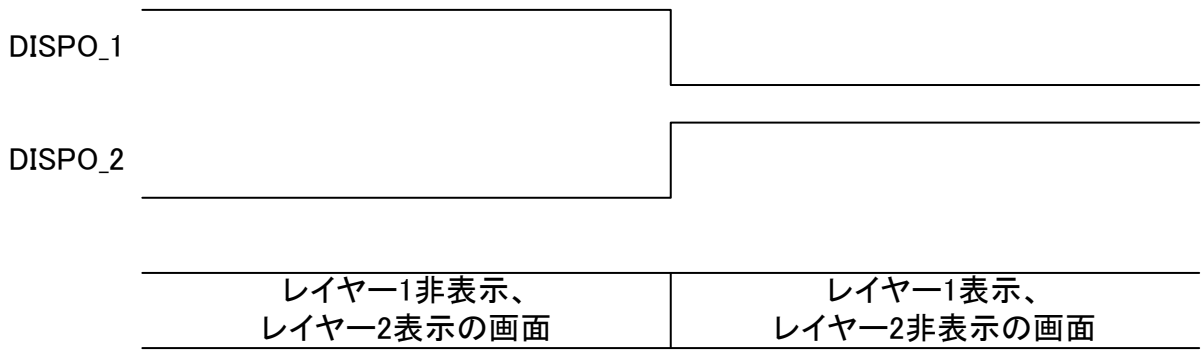 DISPO_1
DISPO_2
レイヤー1非表示、
レイヤー2表示の画面
レイヤー1表示、
レイヤー2非表示の画面